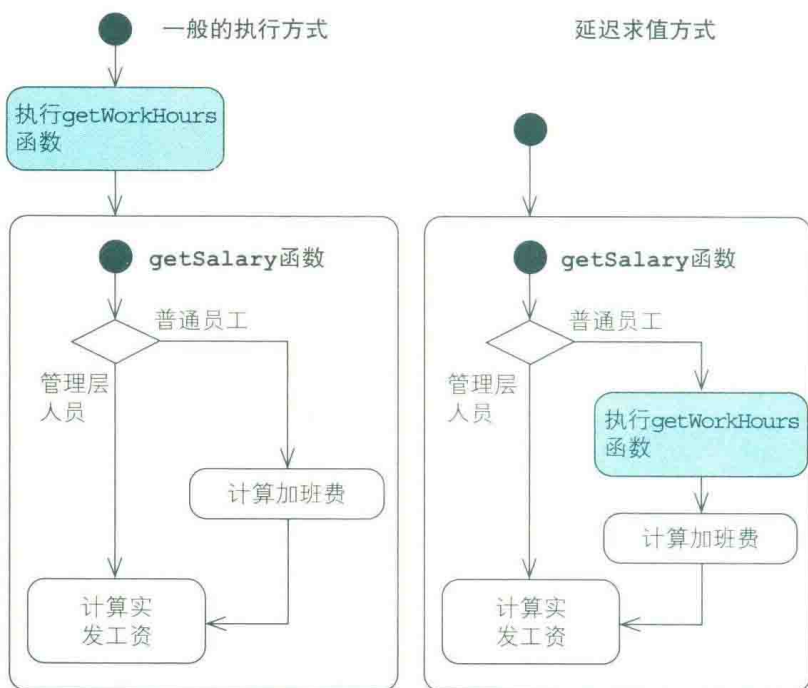 一般的执行方式
执行getWorkHours
函数
getSalary函数
普通员工
管理层
人员
计算加班费
计算实
发工资
延迟求值方式
getSalary函数
普通员工
管理层
人员
执行getWorkHours
函数
计算加班费
计算实
发工资